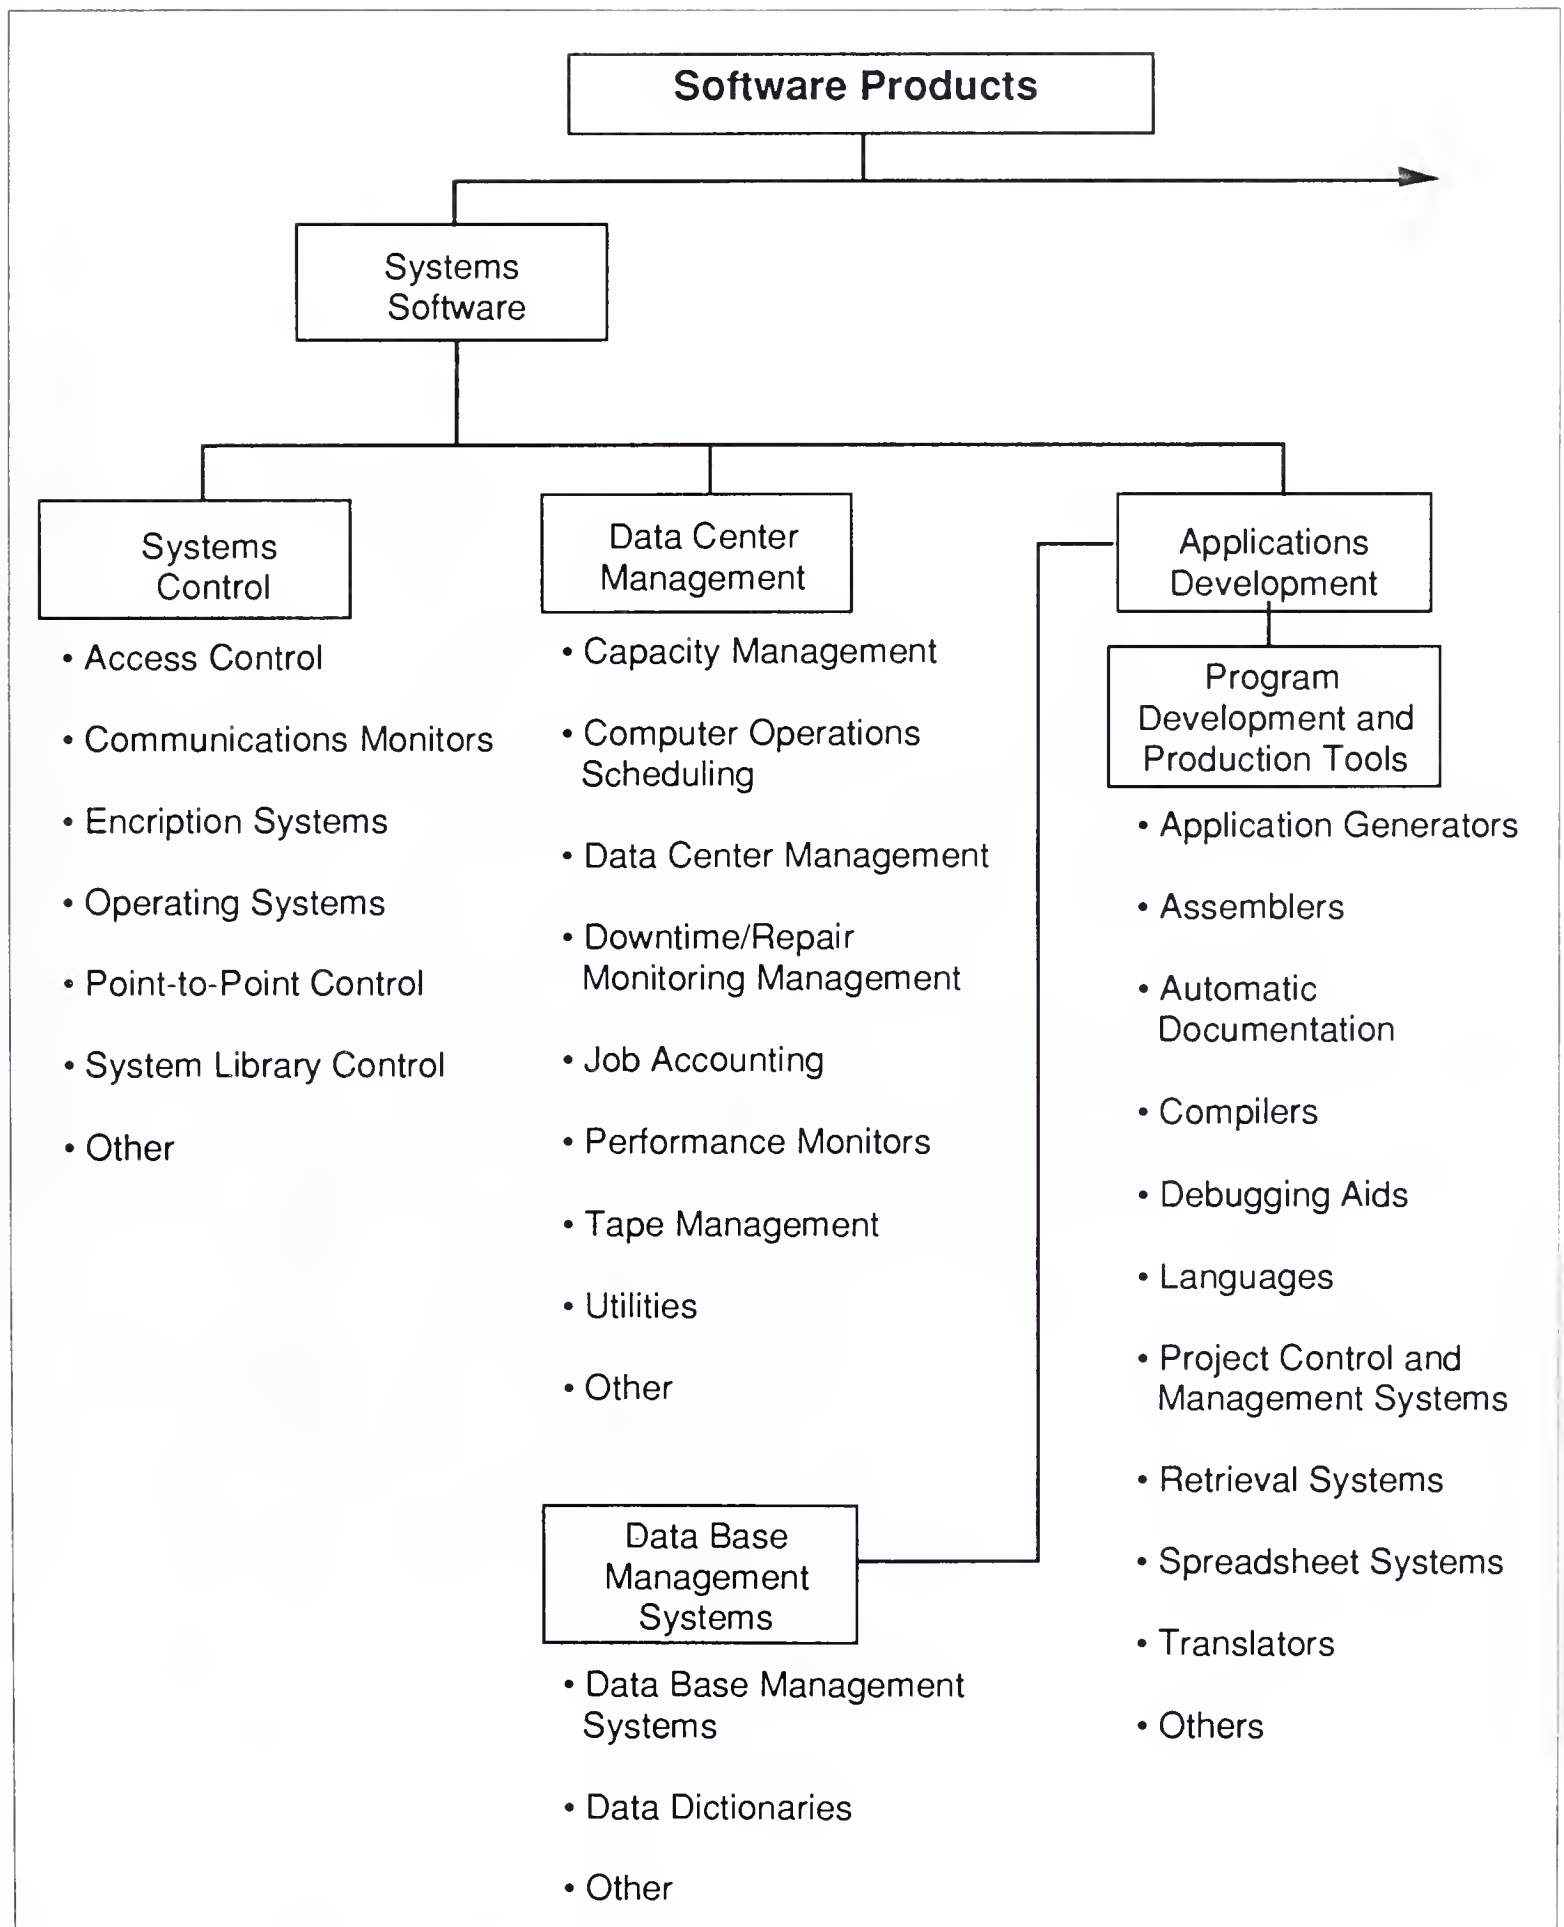 Software Products
Systems
Software
Systems
Control
• Access Control
• Communications Monitors
• Encription Systems
• Operating Systems
• Point-to-Point Control
• System Library Control
• Other
Data Center
Management
• Capacity Management
• Computer Operations
Scheduling
• Data Center Management
• Downtime/Repair
Monitoring Management
• Job Accounting
• Performance Monitors
• Tape Management
• Utilities
• Other
Applications
Development
Program
Development and
Production Tools
• Application Generators
• Assemblers
• Automatic
Documentation
• Compilers
• Debugging Aids
• Languages
• Project Control and
Management Systems
• Retrieval Systems
• Spreadsheet Systems
• Translators
• Others
Data Base
Management
Systems
• Data Base Management
Systems
• Data Dictionaries
• Other